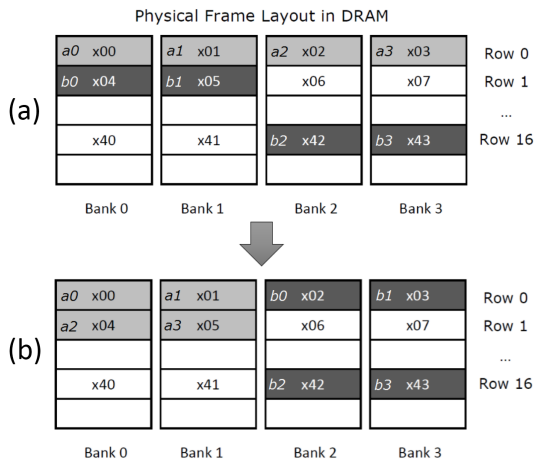 Physical Frame Layout in DRAM
(a)
a0 x00 a1 x01 a2 x02 a3 x03 Row 0
b0 x04 b1 x05 x06 x07 Row 1
...
x40 x41 b2 x42 b3 x43 Row 16
Bank 0 Bank 1 Bank 2 Bank 3
(b)
a0 x00 a1 x01 b0 x02 b1 x03 Row 0
a2 x04 a3 x05 x06 x07 Row 1
...
x40 x41 b2 x42 b3 x43 Row 16
Bank 0 Bank 1 Bank 2 Bank 3